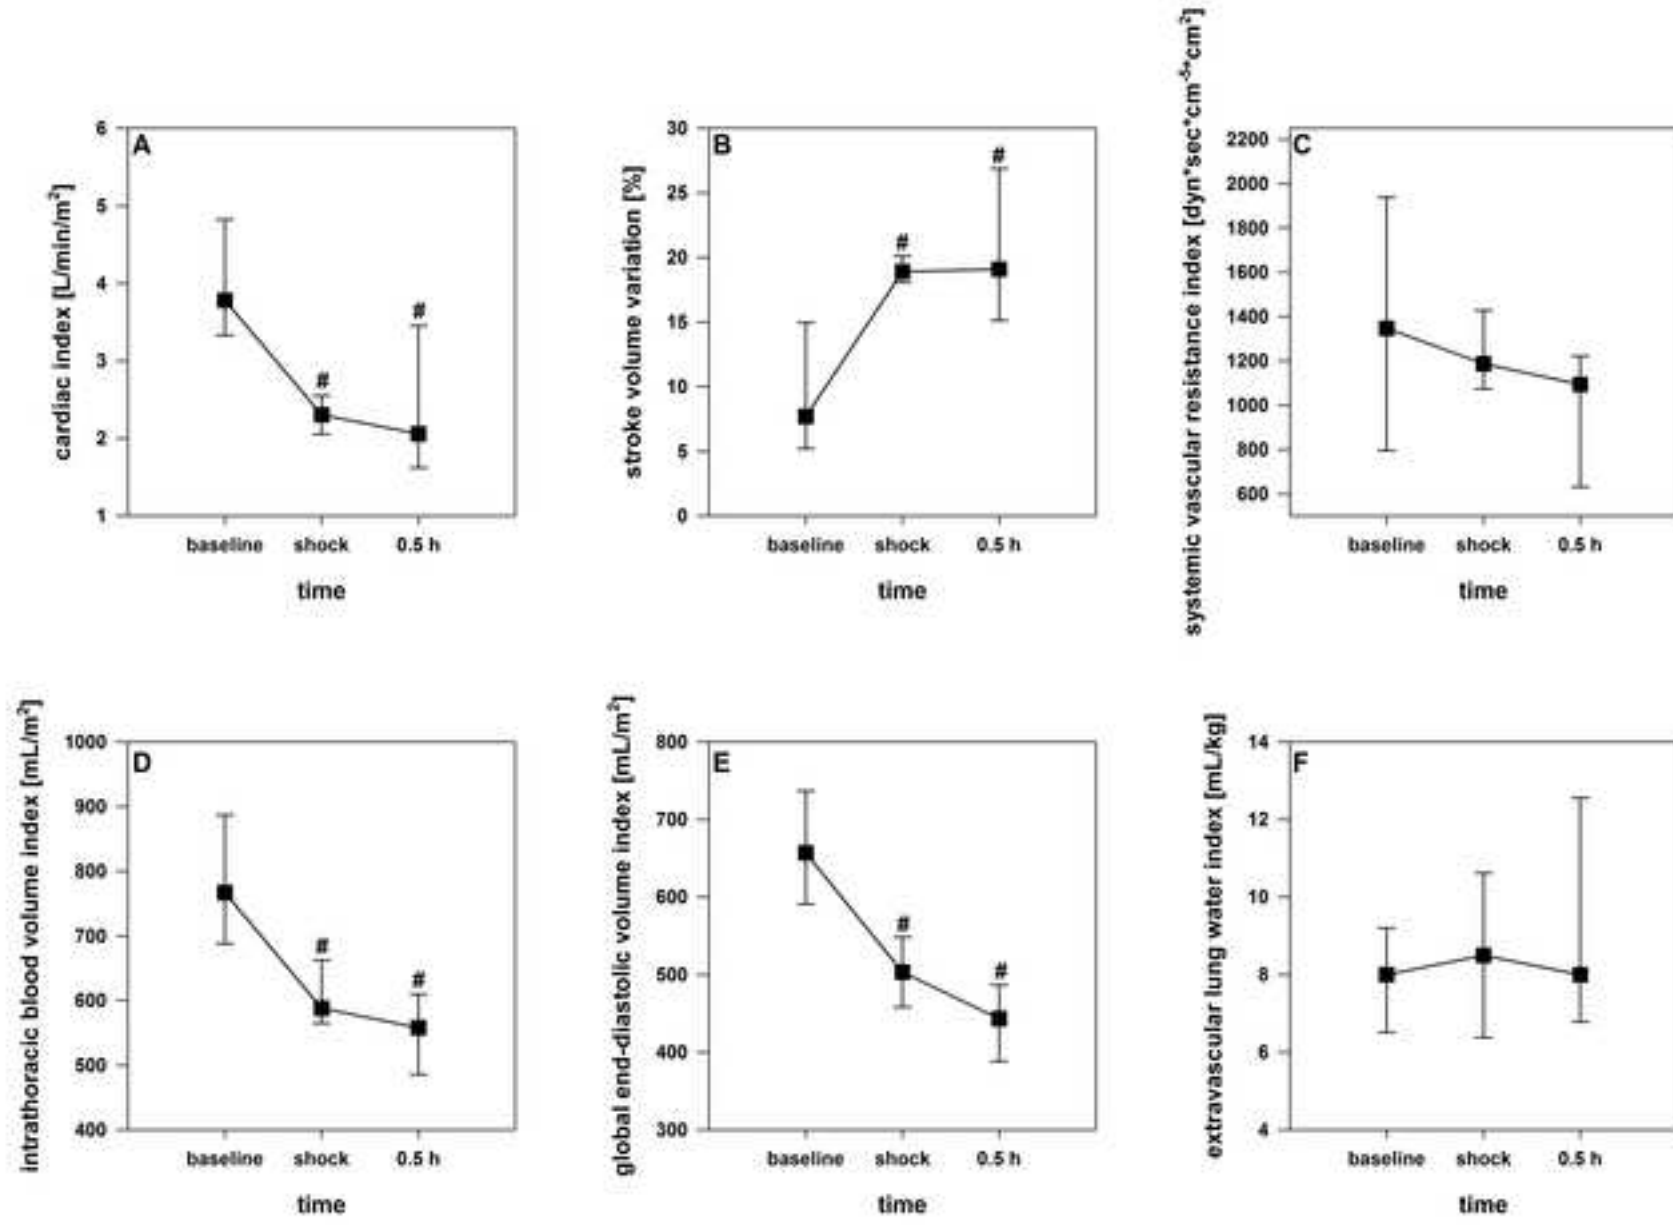 A
cardiac index [L/min/m²]
6
5
4
3
2
1
#
#
baseline shock 0.5 h
time
B
stroke volume variation [%]
30
25
20
15
10
5
0
#
#
baseline shock 0.5 h
time
C
systemic vascular resistance index [dyn*sec*cm⁻⁵*cm²]
2200
2000
1800
1600
1400
1200
1000
800
600
baseline shock 0.5 h
time
D
intrathoracic blood volume index [mL/m²]
1000
900
800
700
600
500
400
#
#
baseline shock 0.5 h
time
E
global end-diastolic volume index [mL/m²]
800
700
600
500
400
300
#
#
baseline shock 0.5 h
time
F
extravascular lung water index [mL/kg]
14
12
10
8
6
4
baseline shock 0.5 h
time